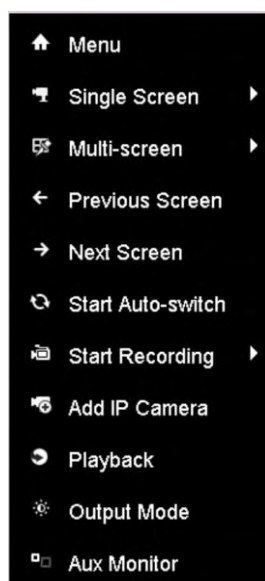 Menu
Single Screen
Multi-screen
Previous Screen
Next Screen
Start Auto-switch
Start Recording
Add IP Camera
Playback
Output Mode
Aux Monitor